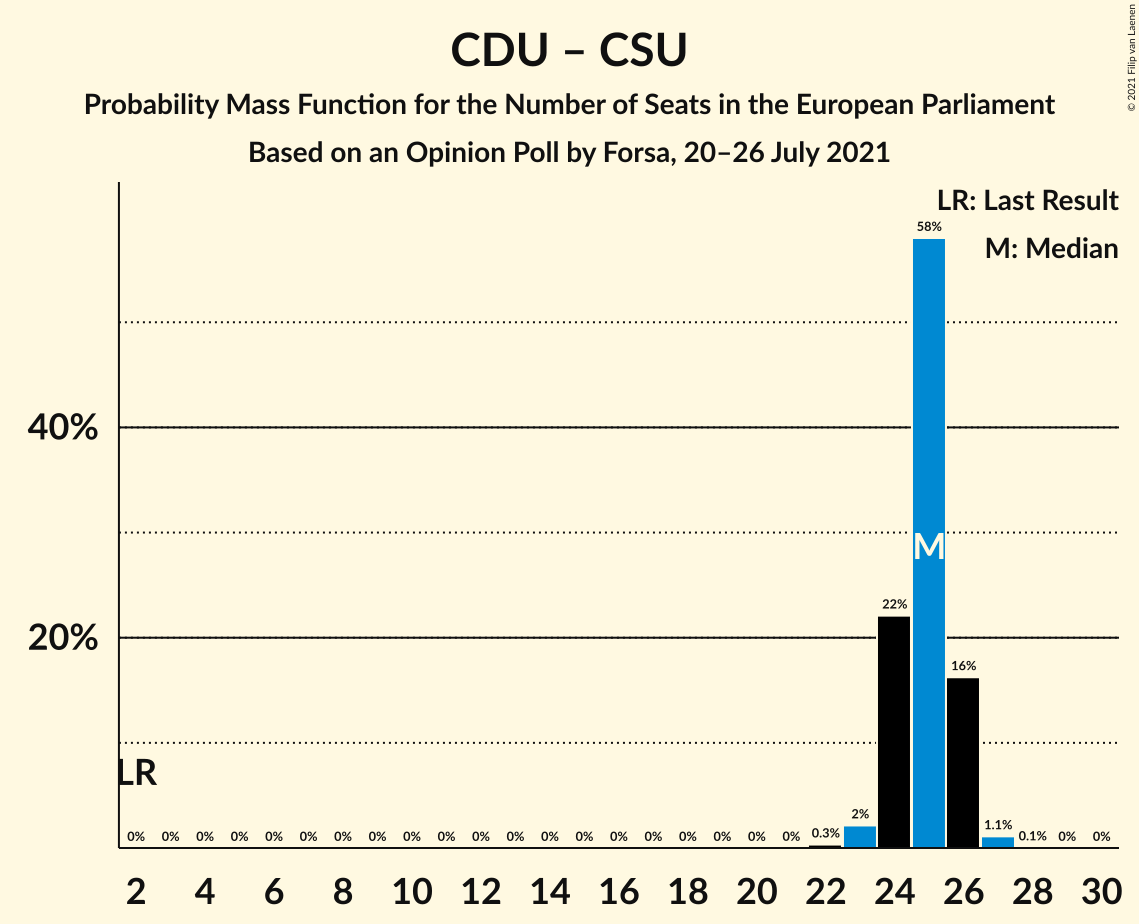 CDU – CSU
Probability Mass Function for the Number of Seats in the European Parliament
Based on an Opinion Poll by Forsa, 20–26 July 2021
© 2021 Filip van Laenen
LR: Last Result
M: Median
58%
40%
M
22%
20%
16%
LR
0% 0% 0% 0% 0% 0% 0% 0% 0% 0% 0% 0% 0% 0% 0% 0% 0% 0% 0% 0% 0.3% 2% 1.1% 0.1% 0% 0%
2 4 6 8 10 12 14 16 18 20 22 24 26 28 30